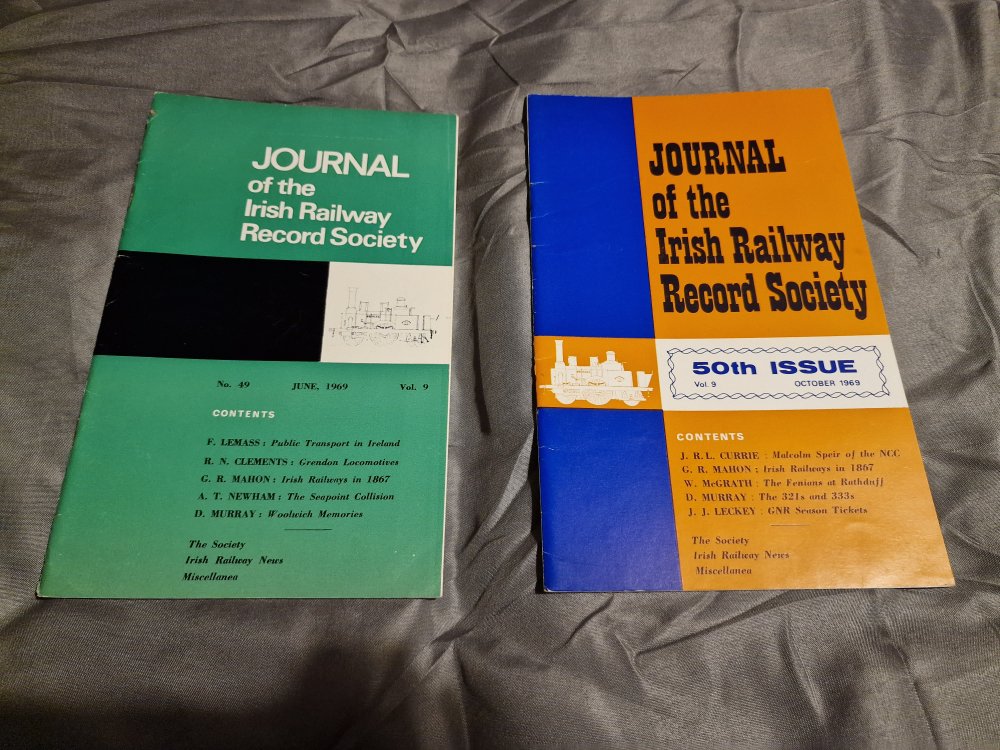 JOURNAL
of the
Irish Railway
Record Society
No. 49 JUNE, 1969 Vol. 9
CONTENTS
F. LEMASS : Public Transport in Ireland
R. N. CLEMENTS : Grendon Locomotives
G. R. MAHON : Irish Railways in 1867
A. T. NEWHAM : The Seapoint Collision
D. MURRAY : Woolwich Memories
The Society
Irish Railway News
Miscellanea
JOURNAL
of the
Irish Railway
Record Society
50th ISSUE
Vol. 9 OCTOBER 1969
CONTENTS
J. R. L. CURRIE : Malcolm Speir of the NCC
G. R. MAHON : Irish Railways in 1867
W. McGRATH : The Fenians at Rathduff
D. MURRAY : The 321s and 333s
J. J. LECKEY : GNR Season Tickets
The Society
Irish Railway News
Miscellanea